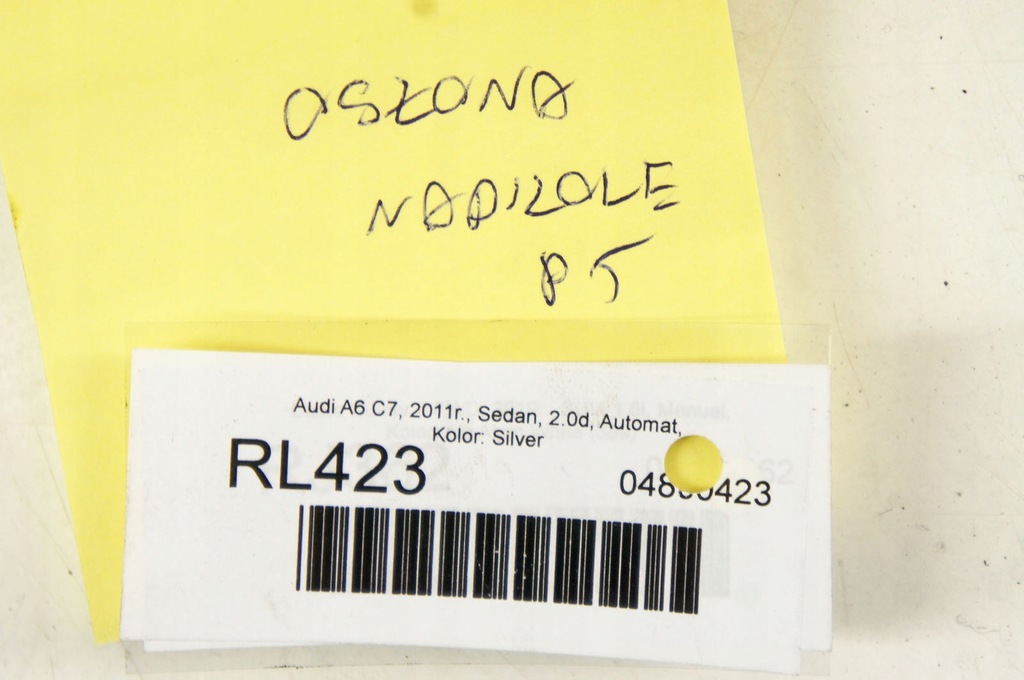 OSŁONA
NADKOLE
PT
Audi A6 C7, 2011r., Sedan, 2.0d, Automat,
Kolor: Silver
RL423